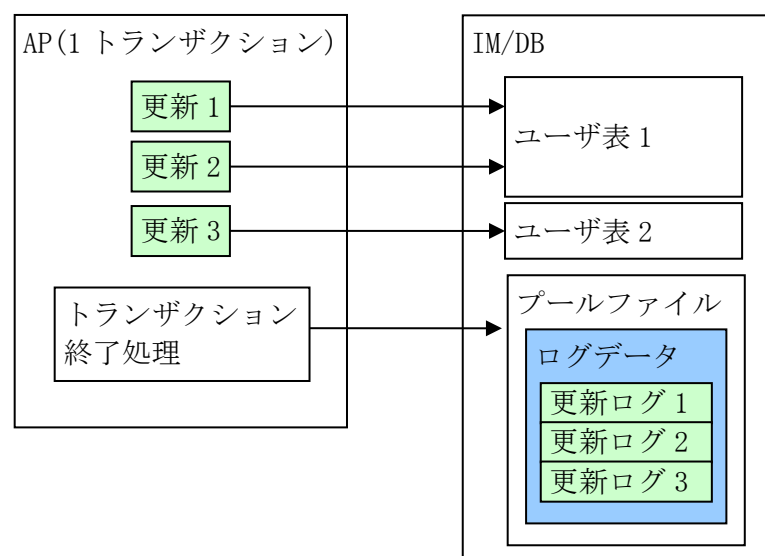 AP(1 トランザクション)
更新 1
更新 2
更新 3
トランザクション
終了処理
IM/DB
ユーザ表 1
ユーザ表 2
プールファイル
ログデータ
更新ログ 1
更新ログ 2
更新ログ 3